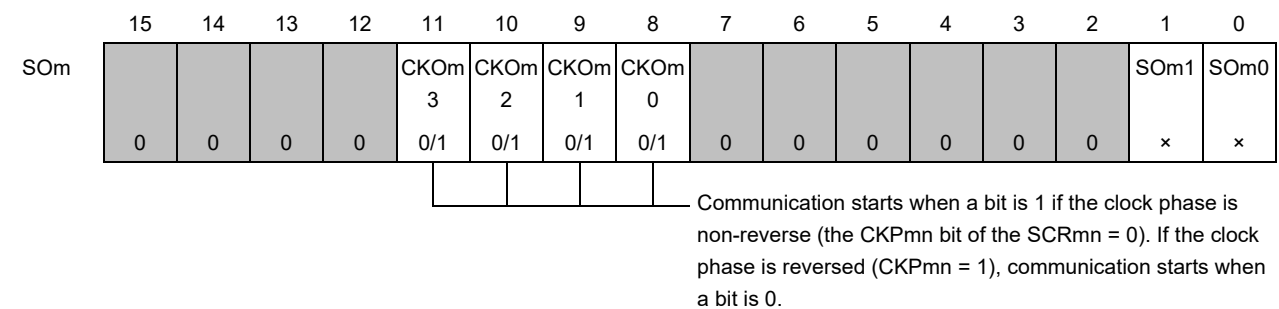 15 14 13 12 11 10 9 8 7 6 5 4 3 2 1 0
SOm CKOm CKOm CKOm CKOm SOm1 SOm0
3 2 1 0
0 0 0 0 0/1 0/1 0/1 0/1 0 0 0 0 0 0 × ×
Communication starts when a bit is 1 if the clock phase is
non-reverse (the CKPmn bit of the SCRmn = 0). If the clock
phase is reversed (CKPmn = 1), communication starts when
a bit is 0.